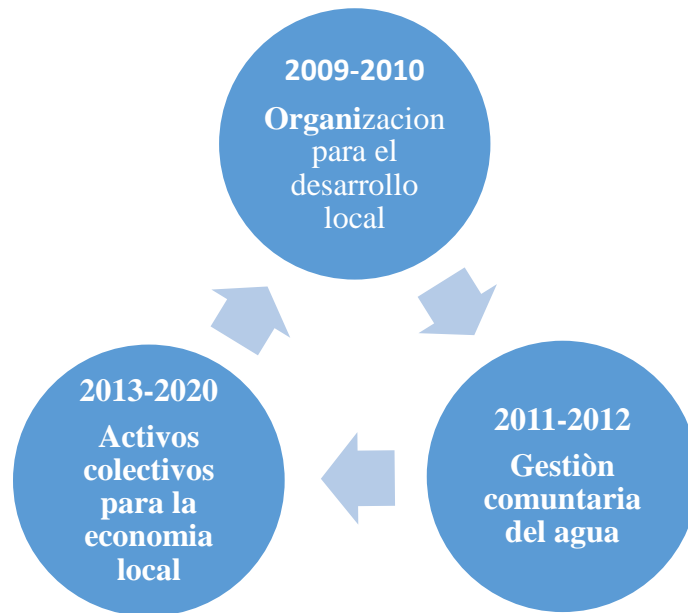 2009-2010
Organizacion
para el
desarrollo
local
2011-2012
Gestiòn
comuntaria
del agua
2013-2020
Activos
colectivos
para la
economia
local